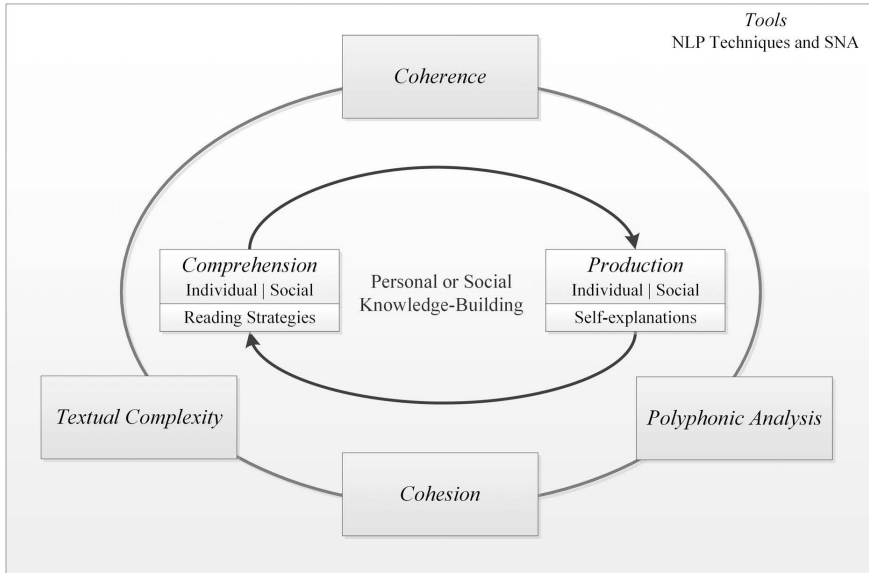 Tools
NLP Techniques and SNA
Coherence
Comprehension
Individual | Social
Reading Strategies
Personal or Social
Knowledge-Building
Production
Individual | Social
Self-explanations
Textual Complexity
Polyphonic Analysis
Cohesion